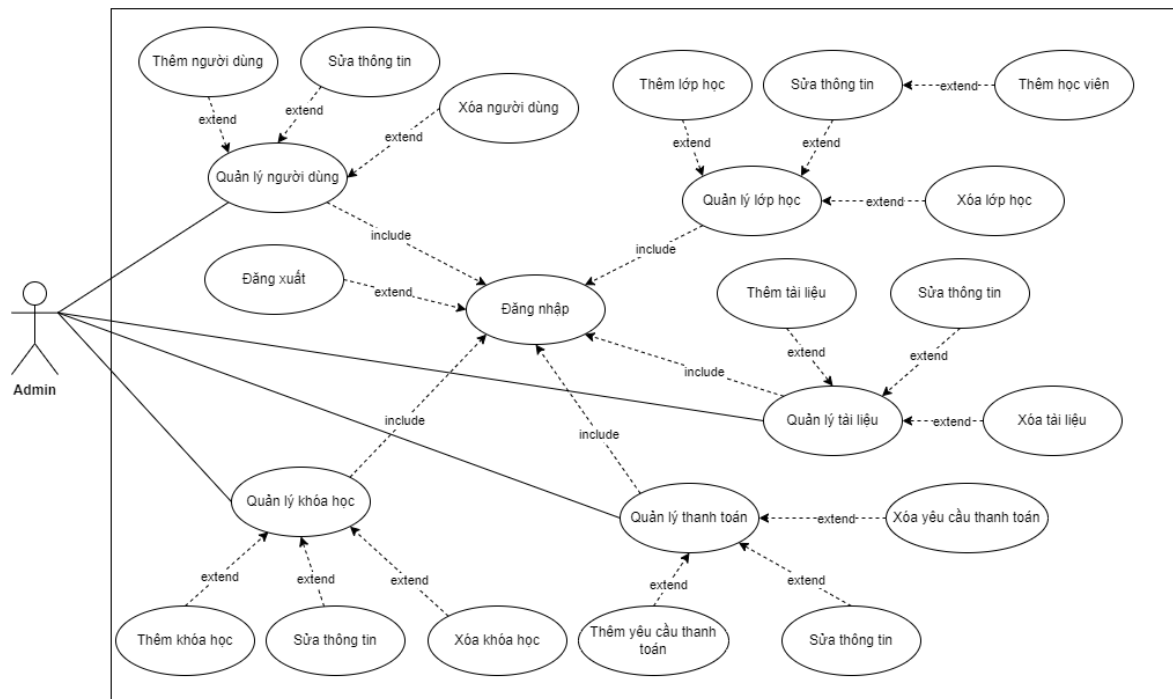 Thêm người dùng
Sửa thông tin
Xóa người dùng
extend
extend
extend
Quản lý người dùng
Thêm lớp học
Sửa thông tin
extend
Thêm học viên
extend
extend
Quản lý lớp học
extend
Xóa lớp học
include
include
Đăng xuất
extend
Đăng nhập
Thêm tài liệu
Sửa thông tin
extend
extend
include
Quản lý tài liệu
extend
Xóa tài liệu
Admin
include
include
Quản lý khóa học
Quản lý thanh toán
extend
Xóa yêu cầu thanh toán
extend
extend
extend
extend
extend
Thêm khóa học
Sửa thông tin
Xóa khóa học
Thêm yêu cầu thanh
toán
Sửa thông tin